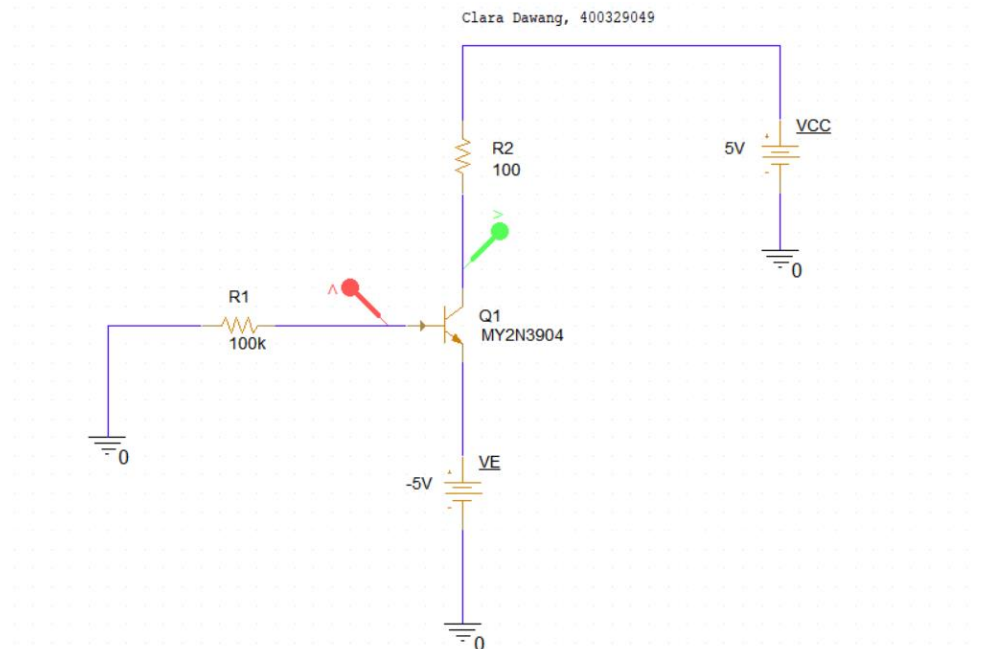 Clara Dawang, 400329049
VCC
5V
R2
100
0
R1
100k
Q1
MY2N3904
0
VE
-5V
0